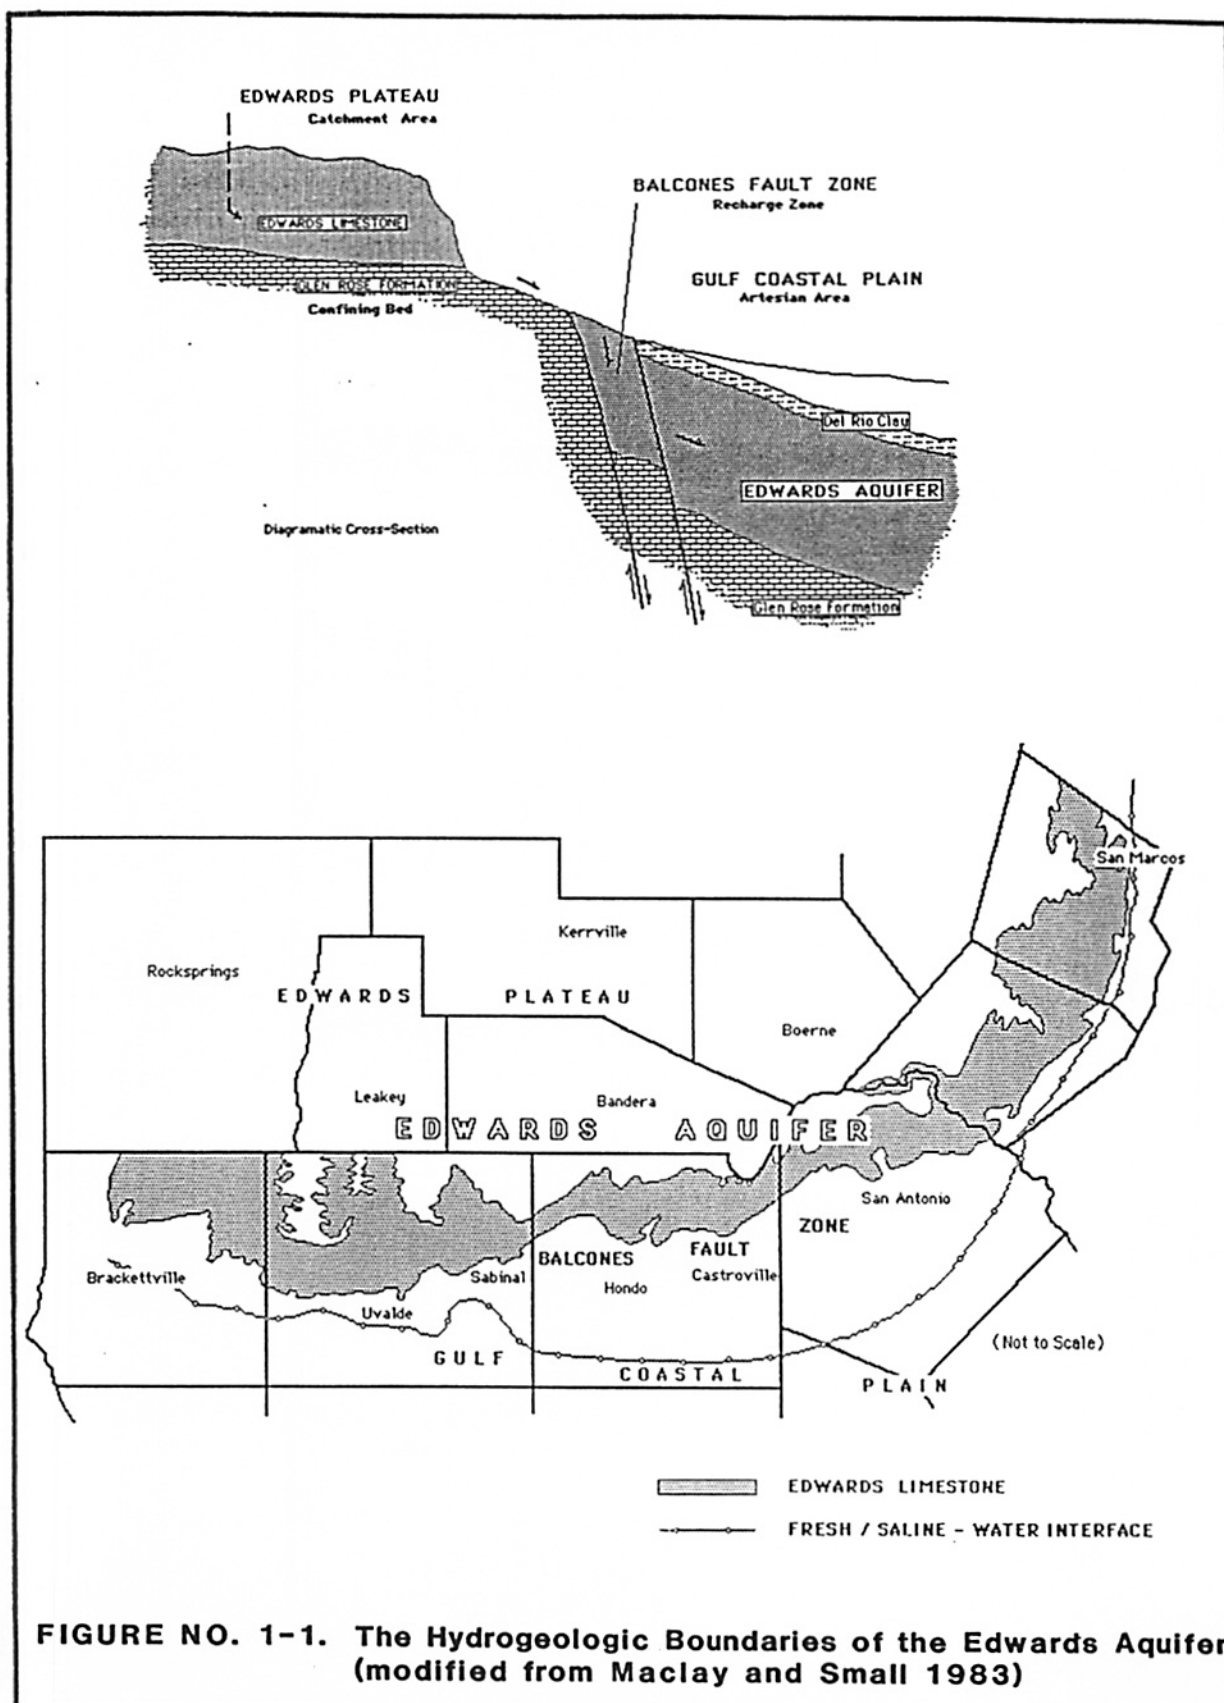 EDWARDS PLATEAU
Catchment Area
BALCONES FAULT ZONE
Recharge Zone
EDWARDS LIMESTONE
GULF COASTAL PLAIN
Artesian Area
GLEN ROSE FORMATION
Confining Bed
Del Rio Clay
EDWARDS AQUIFER
Diagramatic Cross-Section
Glen Rose Formation
San Marcos
Kerrville
Rocksprings
EDWARDS PLATEAU
Boerne
Leakey
Bandera
EDWARDS AQUIFER
San Antonio
ZONE
BALCONES FAULT
Brackettville
Sabinal
Hondo
Castroville
Uvalde
(Not to Scale)
GULF
COASTAL
PLAIN
EDWARDS LIMESTONE
FRESH / SALINE - WATER INTERFACE
FIGURE NO. 1-1. The Hydrogeologic Boundaries of the Edwards Aquifer
(modified from Maclay and Small 1983)